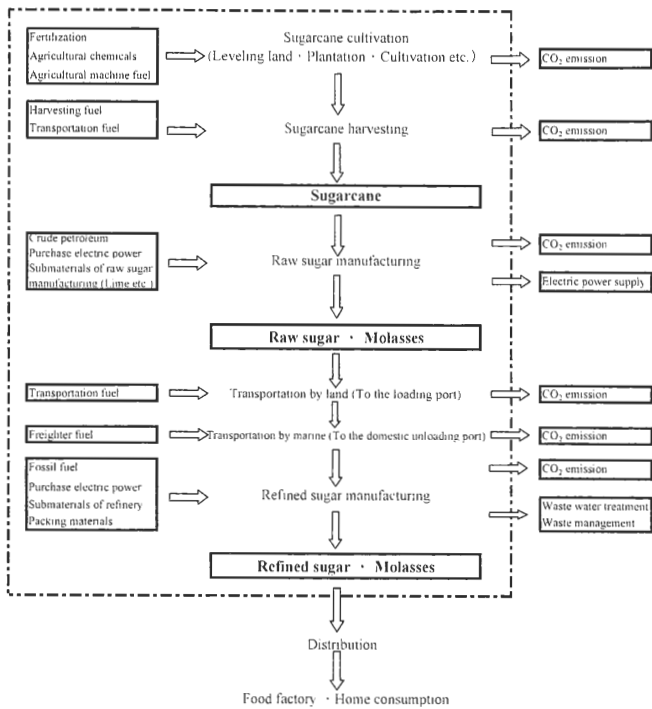 Fertilization
Agricultural chemicals
Agricultural machine fuel
Sugarcane cultivation
(Leveling land・Plantation・Cultivation etc.)
CO₂ emission
Harvesting fuel
Transportation fuel
Sugarcane harvesting
CO₂ emission
Sugarcane
Crude petroleum
Purchase electric power
Submaterials of raw sugar
manufacturing (Lime etc )
Raw sugar manufacturing
CO₂ emission
Electric power supply
Raw sugar ・ Molasses
Transportation fuel
Transportation by land (To the loading port)
CO₂ emission
Freighter fuel
Transportation by marine (To the domestic unloading port)
CO₂ emission
Fossil fuel
Purchase electric power
Submaterials of refinery
Packing materials
Refined sugar manufacturing
CO₂ emission
Waste water treatment
Waste management
Refined sugar ・ Molasses
Distribution
Food factory ・Home consumption